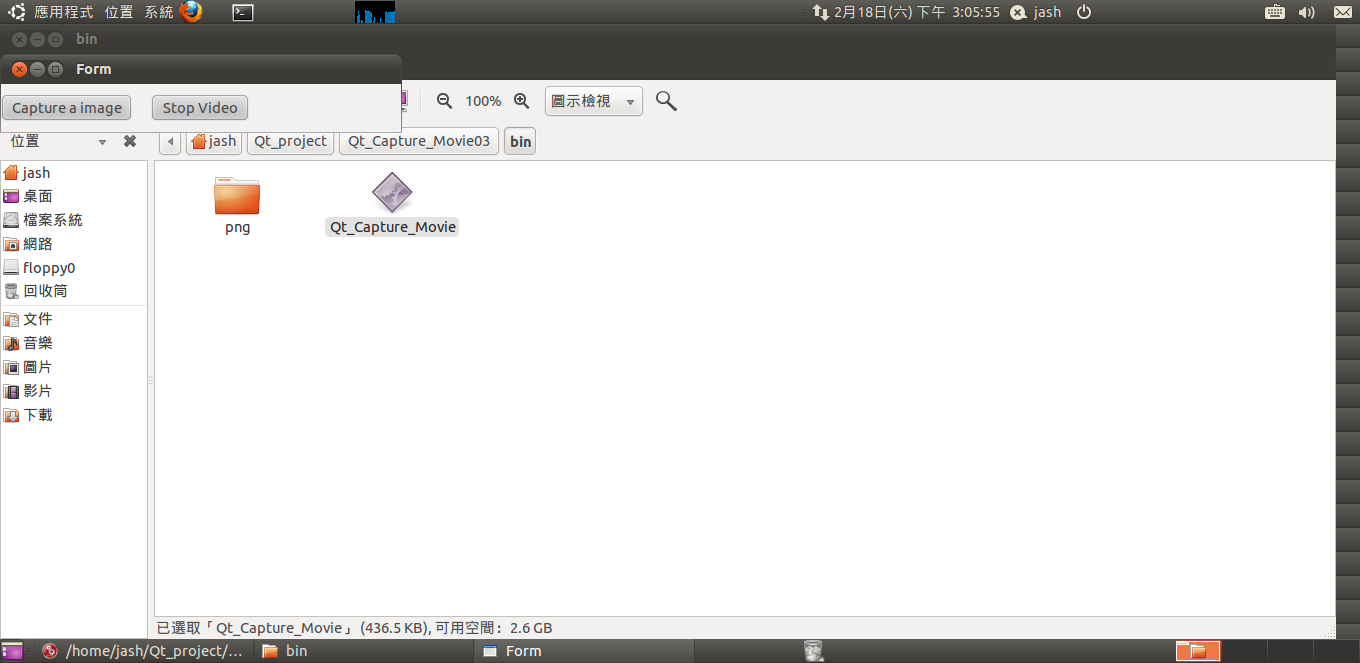 應用程式 位置 系統 2月18日(六) 下午 3:05:55 jash
bin
Form
Capture a image Stop Video 100% 圖示檢視
位置 jash Qt_project Qt_Capture_Movie03 bin
jash
桌面
檔案系統
網路
floppy0
回收筒
文件
音樂
圖片
影片
下載
png Qt_Capture_Movie
已選取「Qt_Capture_Movie」(436.5 KB), 可用空間: 2.6 GB
/home/jash/Qt_project/... bin Form